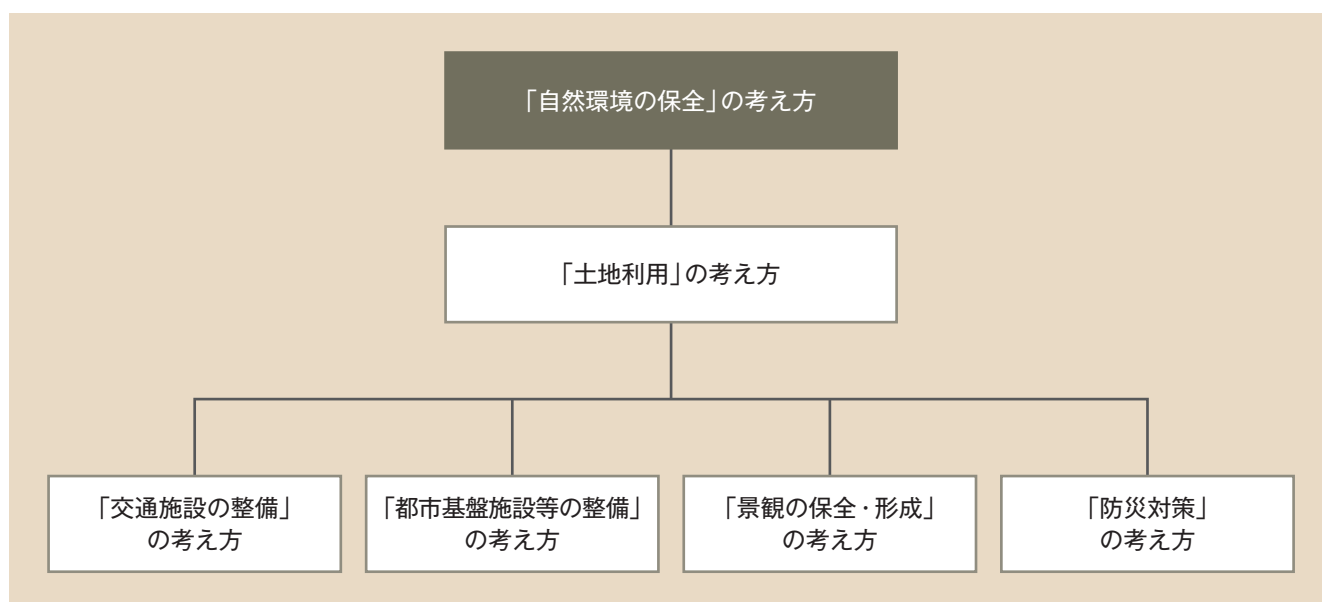 「自然環境の保全」の考え方
「土地利用」の考え方
「交通施設の整備」
の考え方
「都市基盤施設等の整備」
の考え方
「景観の保全・形成」
の考え方
「防災対策」
の考え方